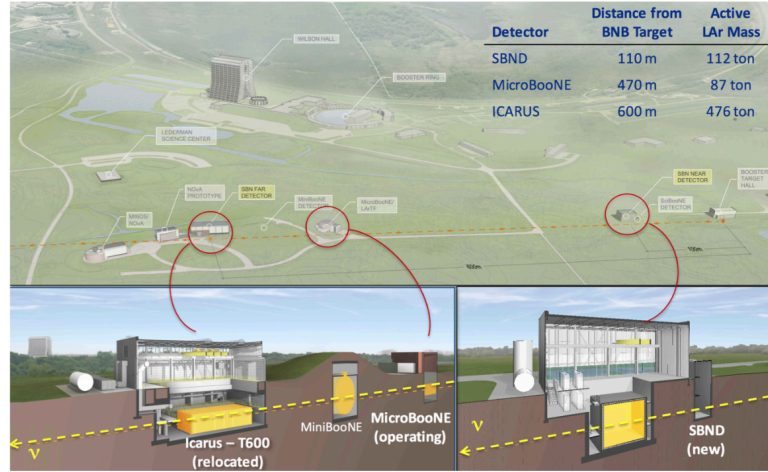 Detector Distance from BNB Target Active LAr Mass
SBND 110 m 112 ton
MicroBooNE 470 m 87 ton
ICARUS 600 m 476 ton
WILSON HALL
BOOSTER RING
LEDERMAN
SCIENCE CENTER
NOvA
PROTOTYPE
SBN FAR
DETECTOR
MiniBooNE
DETECTOR
MicroBooNE/
LArTF
SBN NEAR
DETECTOR
SciBooNE
DETECTOR
BOOSTER
TARGET
HALL
MINOS/
NOvA
ν
Icarus – T600
(relocated)
MiniBooNE
MicroBooNE
(operating)
ν
SBND
(new)